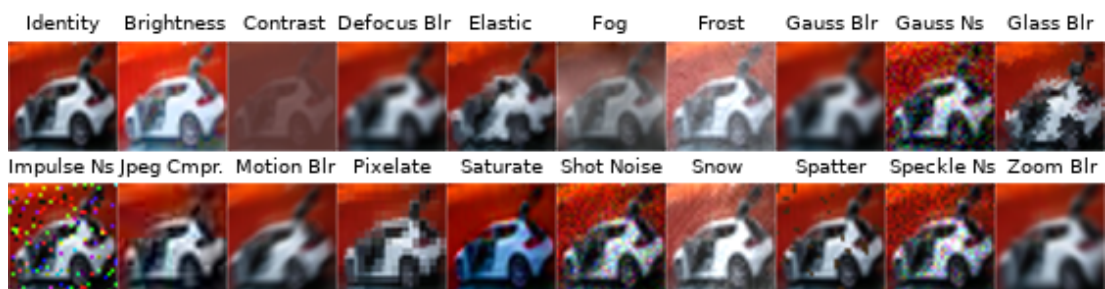 Identity Brightness Contrast Defocus Blr Elastic Fog Frost Gauss Blr Gauss Ns Glass Blr
Impulse Ns Jpeg Cmpr. Motion Blr Pixelate Saturate Shot Noise Snow Spatter Speckle Ns Zoom Blr